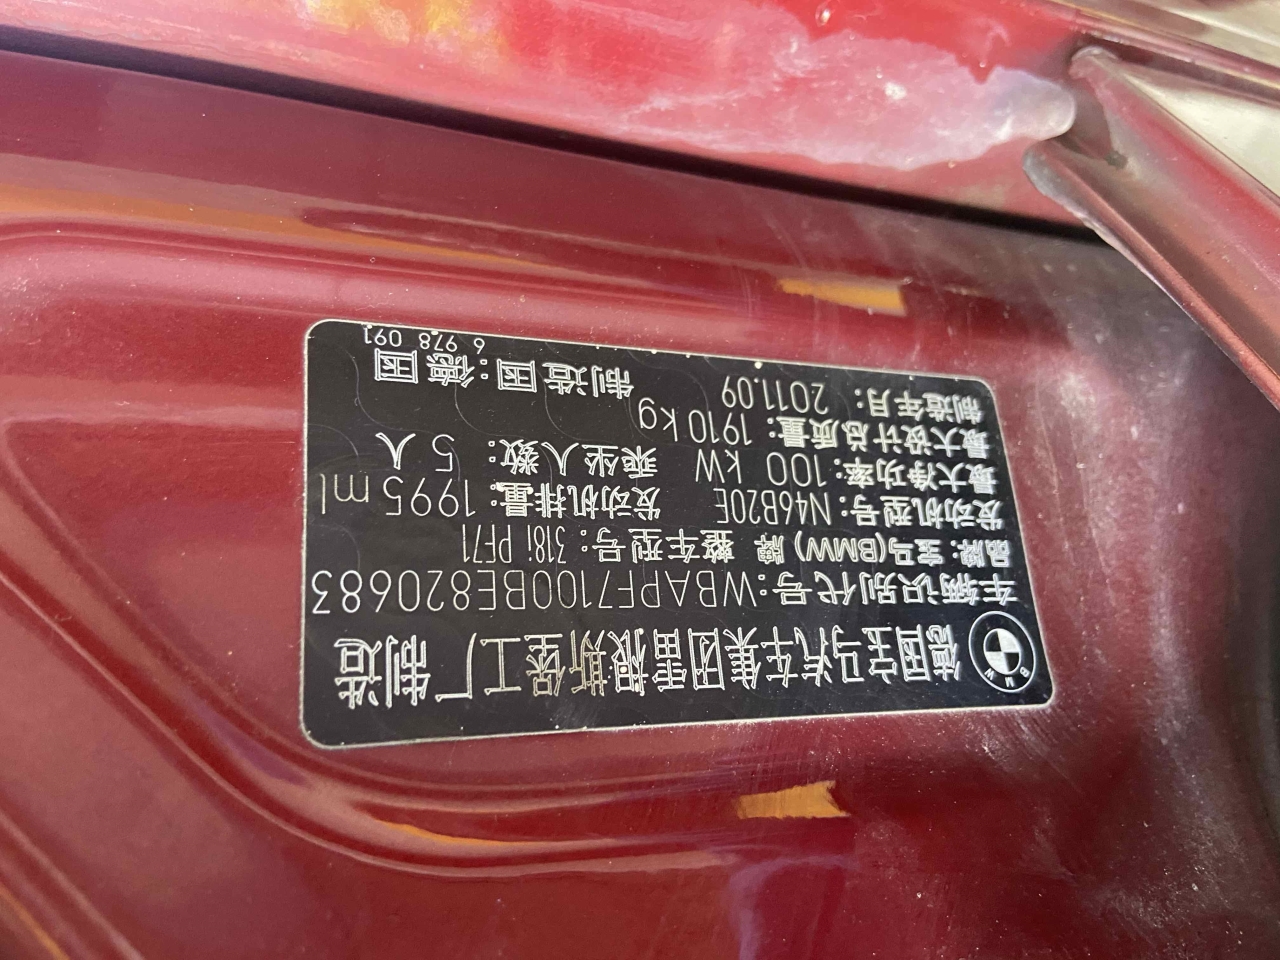 德国宝马汽车集团雷根斯堡工厂 制造
车辆识别代号:WBAPF7100BE820683
品牌:宝马(BMW)牌 整车型号:318i PF71
发动机型号:N46B20E 发动机排量:1995ml
最大净功率:100 kW 乘坐人数:5 人
最大设计总质量:1910kg
制造年月:2011.09 制造国:德国
6 978 091
BMW